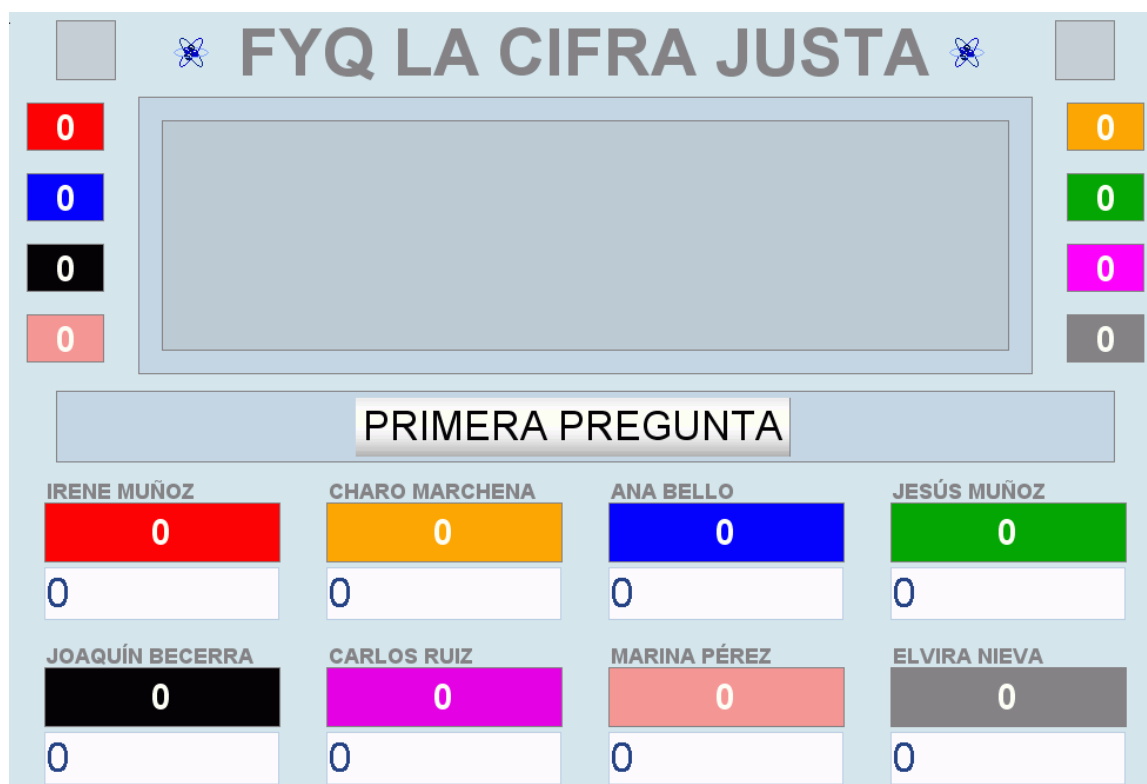 FYQ LA CIFRA JUSTA
0 0
0 0
0 0
0 0
PRIMERA PREGUNTA
IRENE MUÑOZ CHARO MARCHENA ANA BELLO JESÚS MUÑOZ
0 0 0 0
0 0 0 0
JOAQUÍN BECERRA CARLOS RUIZ MARINA PÉREZ ELVIRA NIEVA
0 0 0 0
0 0 0 0